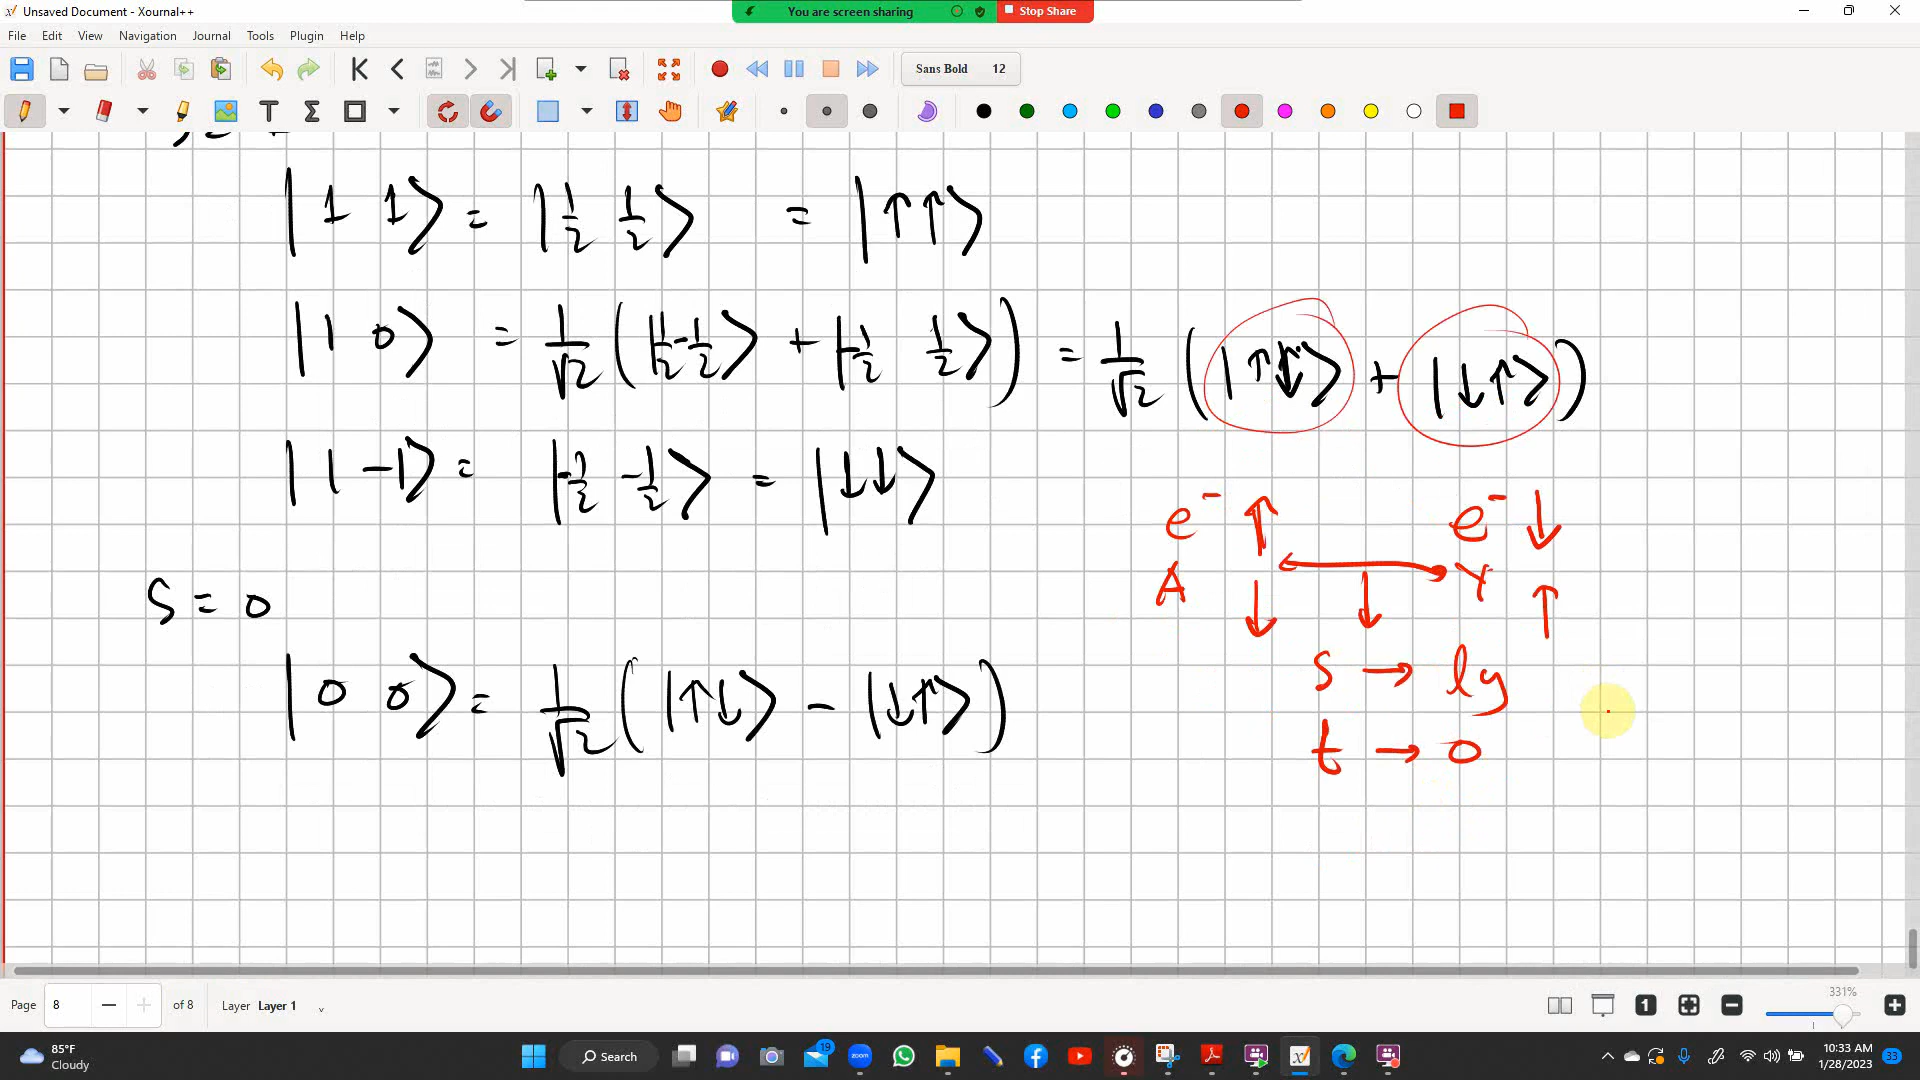 Unsaved Document - Xournal++
You are screen sharing
Stop Share
File Edit View Navigation Journal Tools Plugin Help
Sans Bold 12
|1 1⟩ = |1/2 1/2⟩ = |↑↑⟩
|1 0⟩ = 1/√2 (|1/2 -1/2⟩ + |-1/2 1/2⟩) = 1/√2 (|↑↓⟩ + |↓↑⟩)
|1 -1⟩ = |-1/2 -1/2⟩ = |↓↓⟩
e⁻ ↑ e⁻ ↓
A ↓ ↓ Y ↑
S = 0
|0 0⟩ = 1/√2 (|↑↓⟩ - |↓↑⟩)
s → ly
t → 0
Page 8 of 8 Layer Layer 1
331%
85°F
Cloudy
Search
19
zoom
10:33 AM
1/28/2023
33